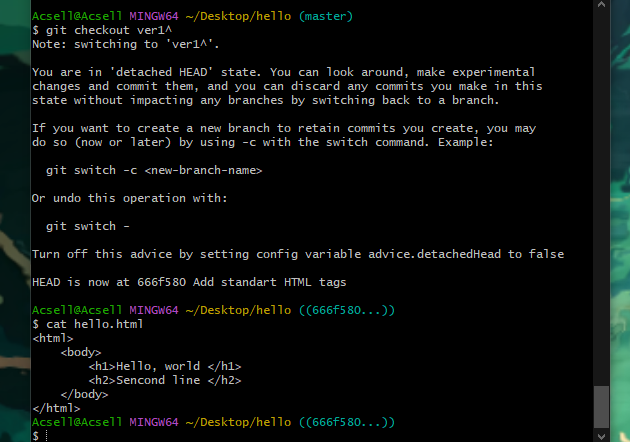 Acsell@Acsell MINGW64 ~/Desktop/hello (master)
$ git checkout ver1^
Note: switching to 'ver1^'.
You are in 'detached HEAD' state. You can look around, make experimental
changes and commit them, and you can discard any commits you make in this
state without impacting any branches by switching back to a branch.
If you want to create a new branch to retain commits you create, you may
do so (now or later) by using -c with the switch command. Example:
  git switch -c <new-branch-name>
Or undo this operation with:
  git switch -
Turn off this advice by setting config variable advice.detachedHead to false
HEAD is now at 666f580 Add standart HTML tags
Acsell@Acsell MINGW64 ~/Desktop/hello ((666f580...))
$ cat hello.html
<html>
    <body>
        <h1>Hello, world </h1>
        <h2>Sencond line </h2>
    </body>
</html>
Acsell@Acsell MINGW64 ~/Desktop/hello ((666f580...))
$